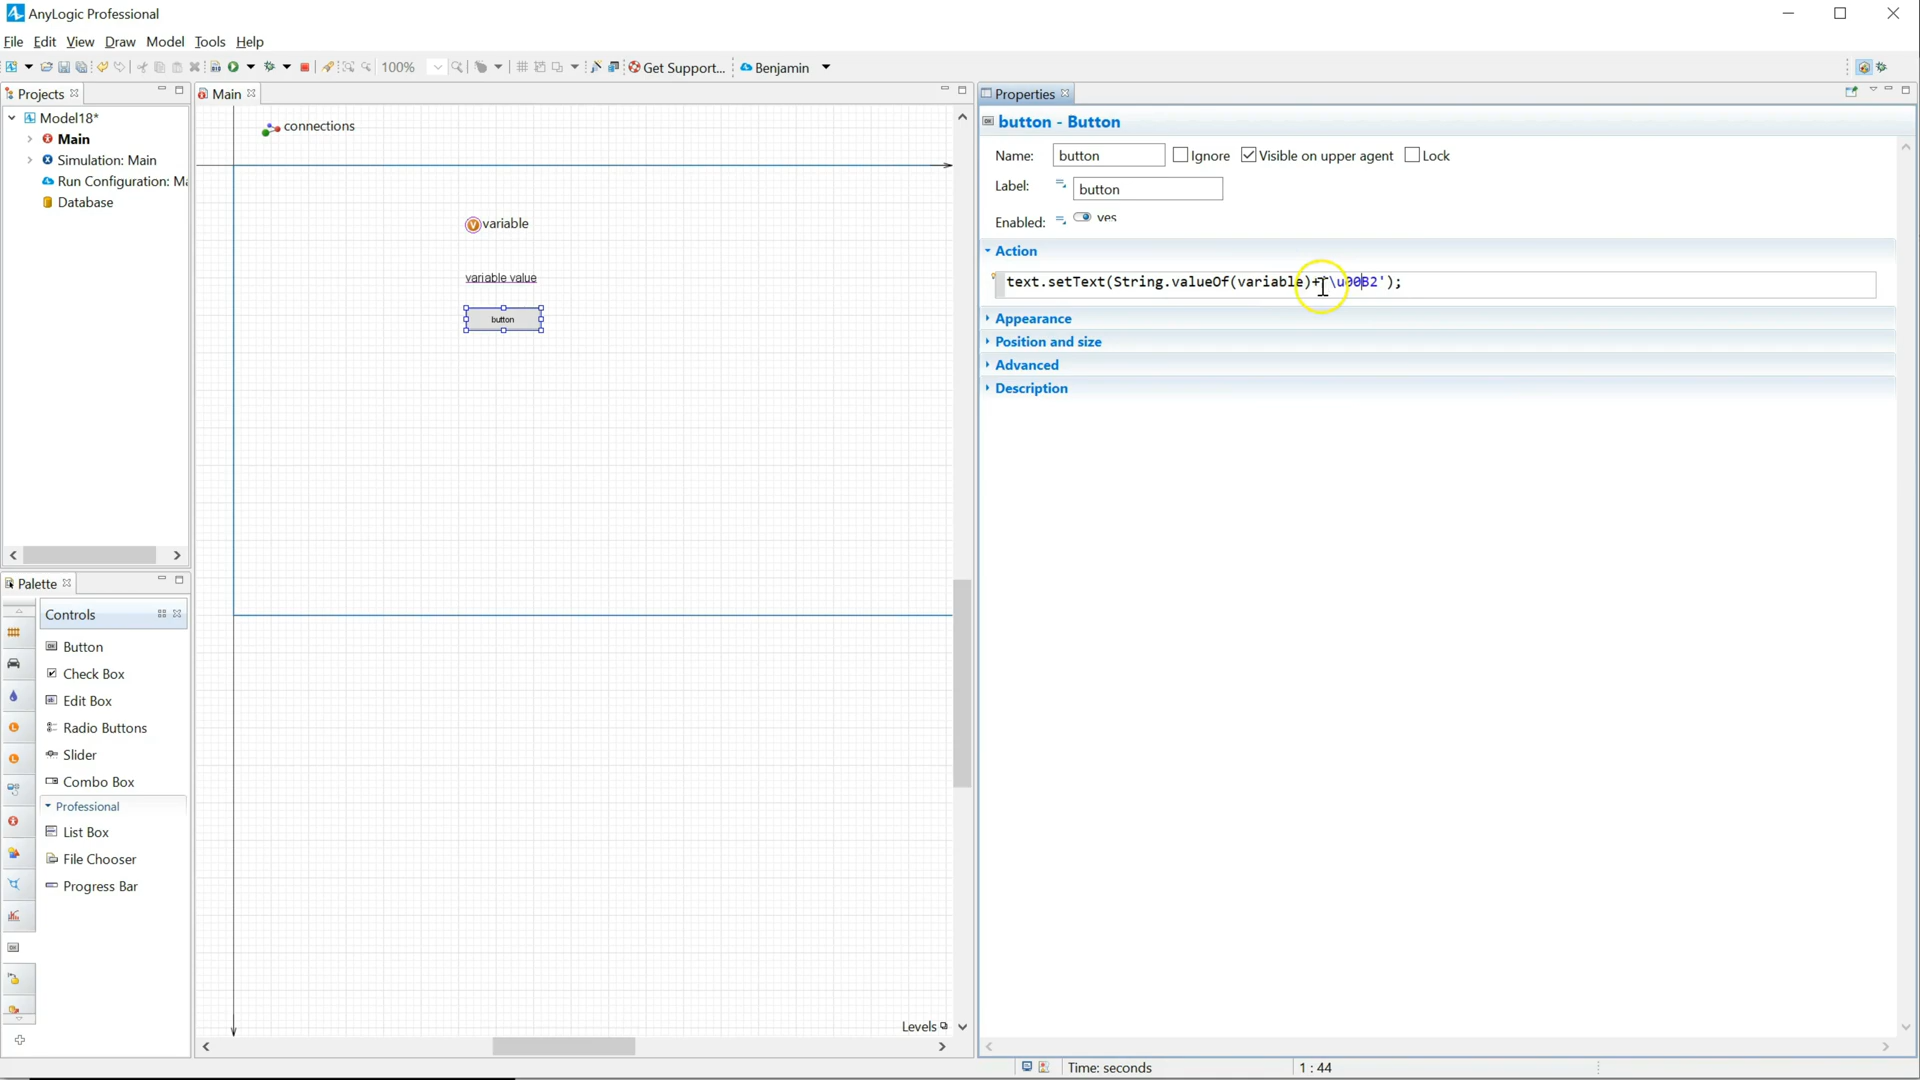 AnyLogic Professional
File Edit View Draw Model Tools Help
100% Get Support... Benjamin
Projects
Model18*
Main
Simulation: Main
Run Configuration: Ma
Database
Palette
Controls
Button
Check Box
Edit Box
Radio Buttons
Slider
Combo Box
Professional
List Box
File Chooser
Progress Bar
Main
connections
variable
variable value
button
Levels
Properties
button - Button
Name: button Ignore Visible on upper agent Lock
Label: button
Enabled: yes
Action
text.setText(String.valueOf(variable)+'\u00B2');
Appearance
Position and size
Advanced
Description
Time: seconds 1 : 44